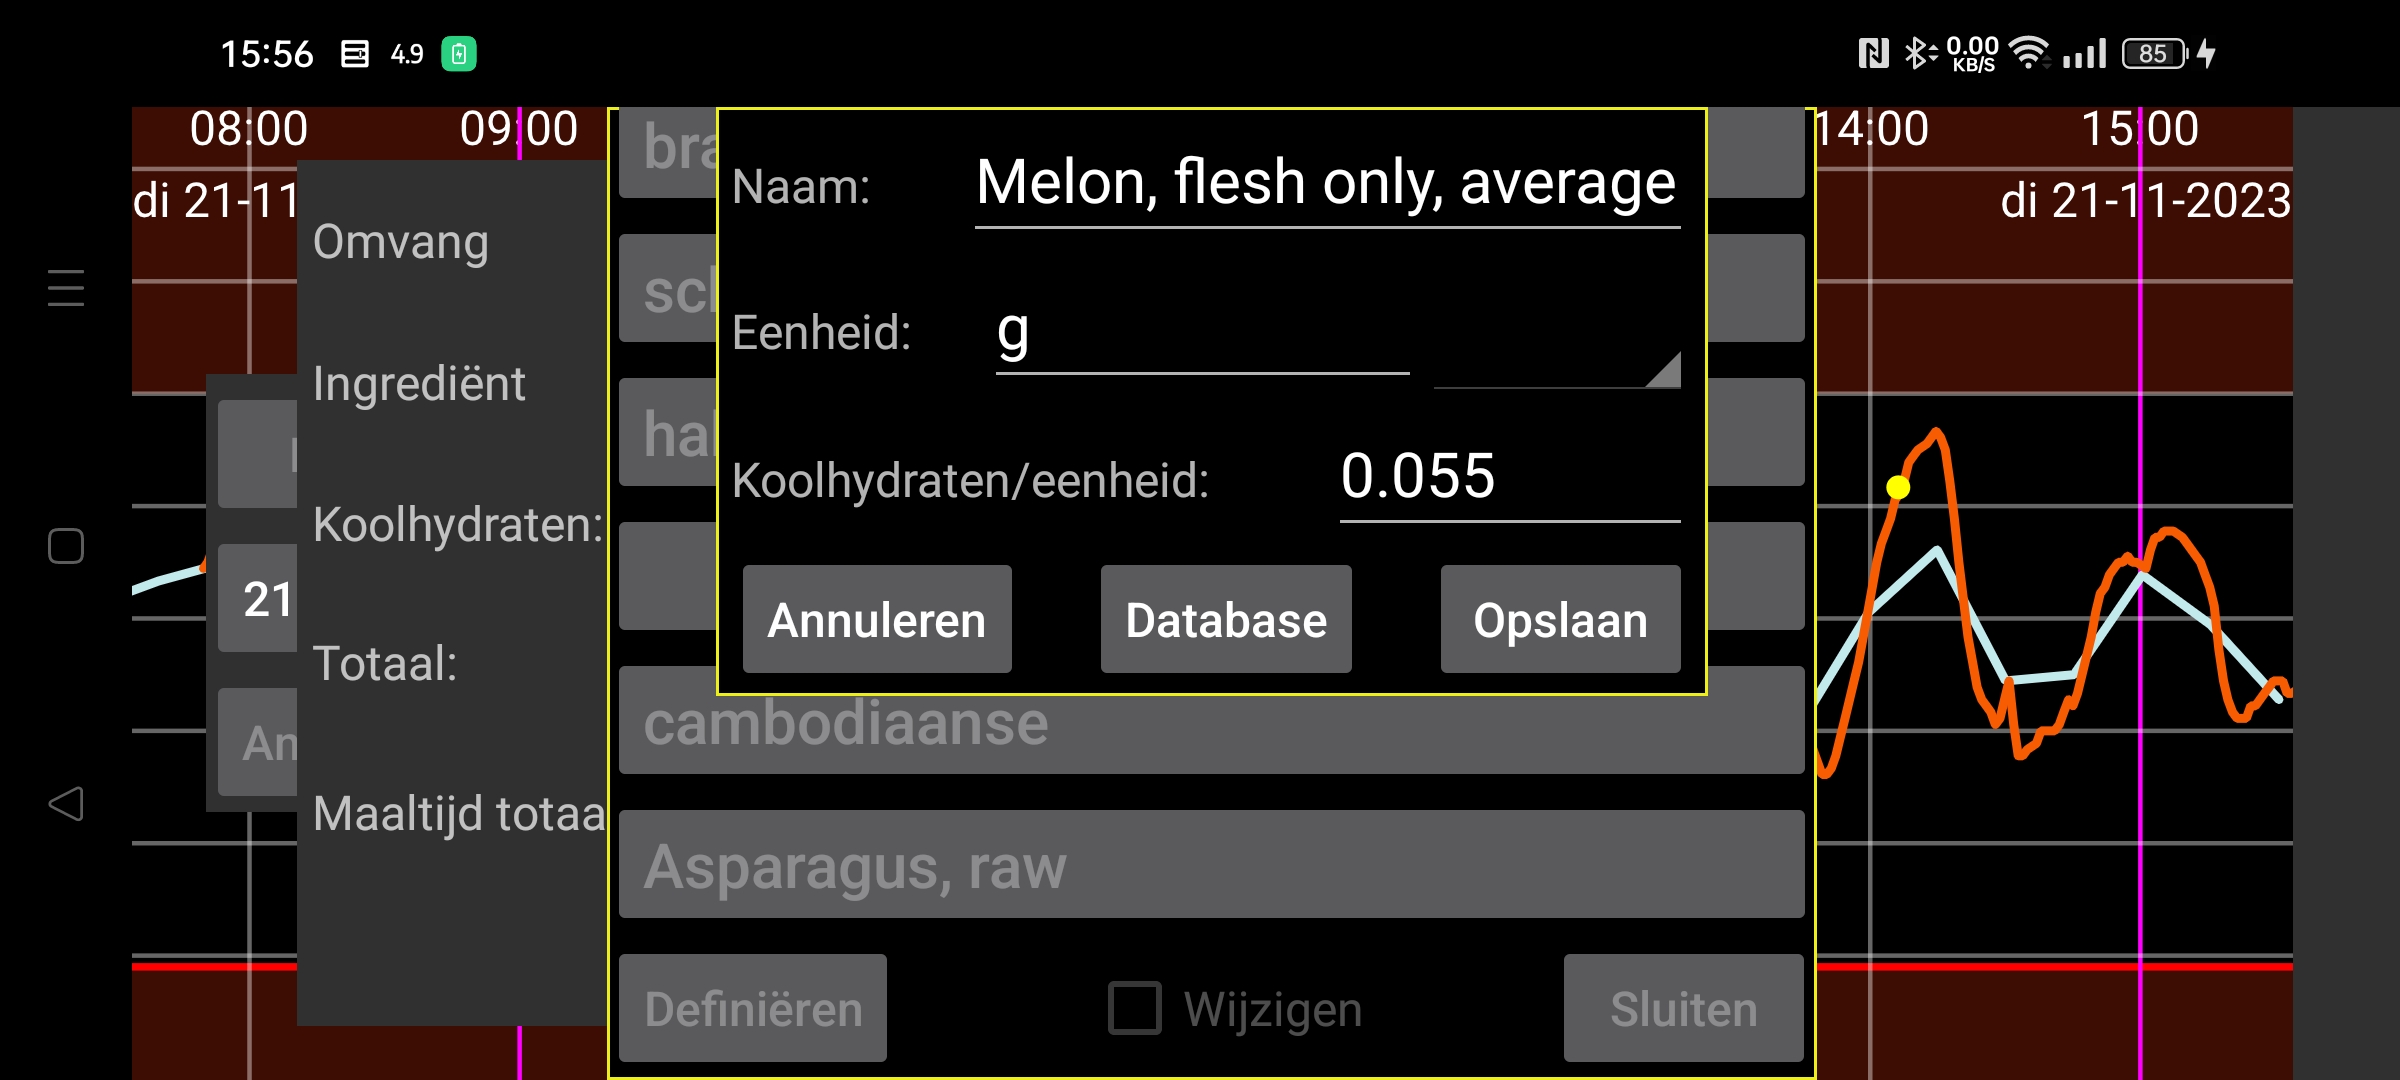 15:56 4.9 0.00 KB/S 85
08:00 09:00 14:00 15:00
di 21-11 di 21-11-2023
Omvang
Ingrediënt
Koolhydraten:
Totaal:
Maaltijd totaa
21
An
bra
sch
hal
Naam: Melon, flesh only, average
Eenheid: g
Koolhydraten/eenheid: 0.055
Annuleren Database Opslaan
cambodiaanse
Asparagus, raw
Definiëren Wijzigen Sluiten